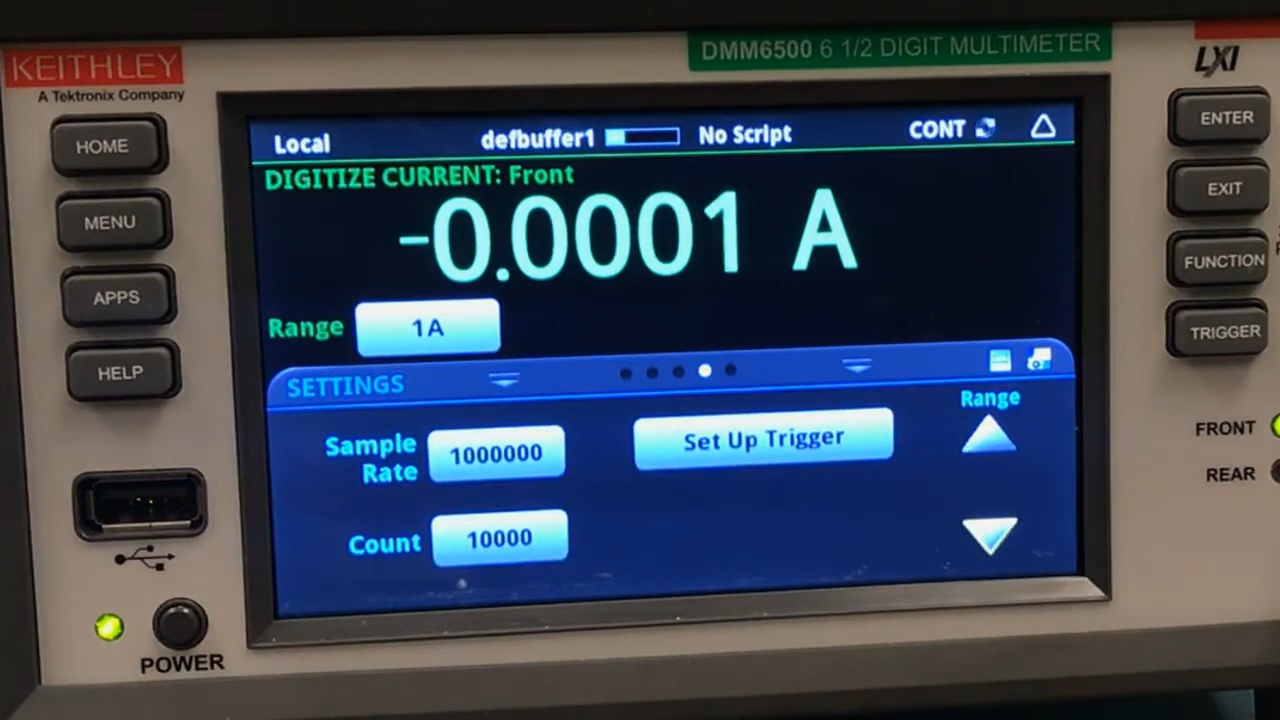 KEITHLEY
A Tektronix Company
DMM6500 6 1/2 DIGIT MULTIMETER
LXI
HOME
MENU
APPS
HELP
POWER
Local defbuffer1 No Script CONT
DIGITIZE CURRENT: Front
-0.0001 A
Range 1A
SETTINGS
Sample Rate 1000000
Set Up Trigger
Range
Count 10000
ENTER
EXIT
FUNCTION
TRIGGER
FRONT
REAR